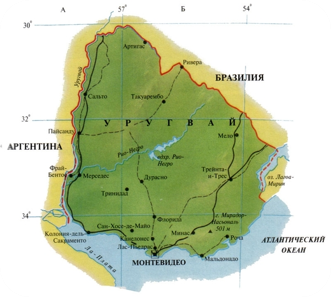 А
57°
Б
54°
30°
Артигас
Ривера
БРАЗИЛИЯ
Уругвай
Сальто
Такуарембо
32°
УРУГВАЙ
Пайсанду
Мело
АРГЕНТИНА
Рио-Негро
вдхр. Рио-Негро
Фрай-Бентос
Мерседес
Дурасно
Трейнта-и-Трес
оз. Лагоа-Мирин
Тринидад
34°
Флорида
г. Мирадор-Насьональ
501 м
Сан-Хосе-де-Майо
Колония-дель-Сакраменто
Канелонес
Минас
Роча
Лас-Пьедрас
АТЛАНТИЧЕСКИЙ
ОКЕАН
Ла-Плата
МОНТЕВИДЕО
Мальдонадо